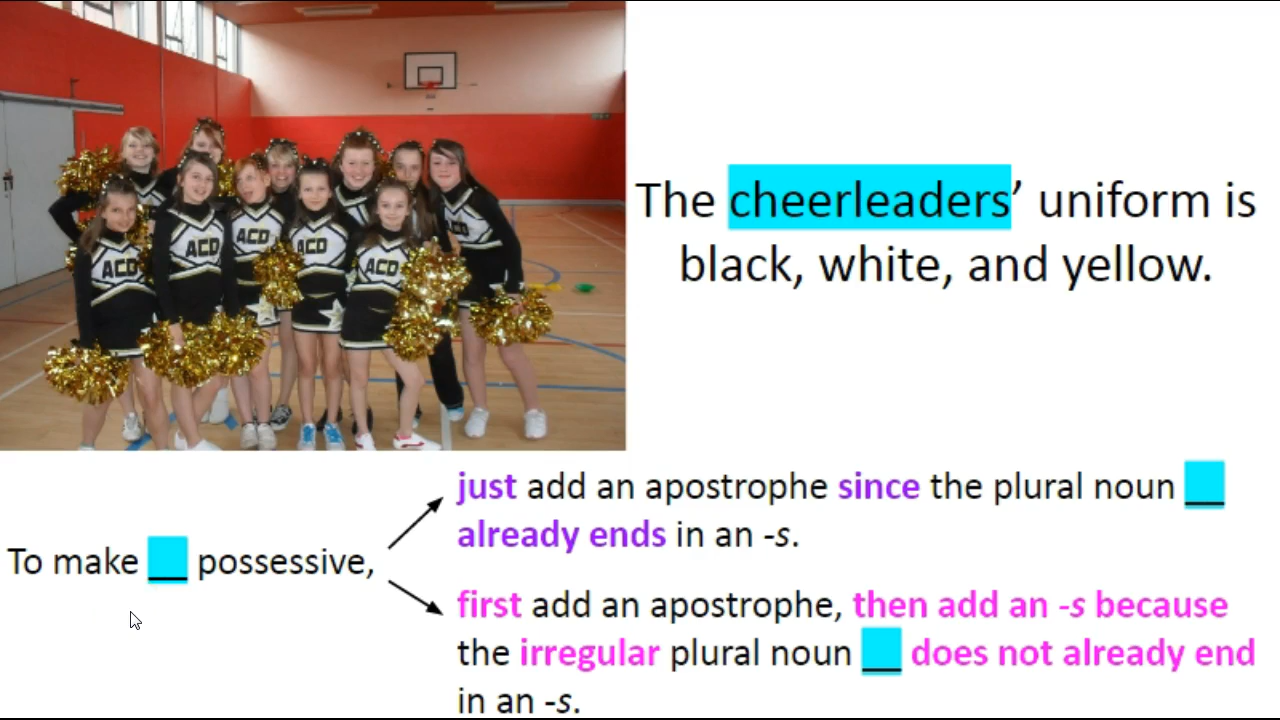 ACD
ACD
ACD
ACD
ACD
The cheerleaders’ uniform is
black, white, and yellow.
just add an apostrophe since the plural noun __
already ends in an -s.
To make __ possessive,
first add an apostrophe, then add an -s because
the irregular plural noun __ does not already end
in an -s.